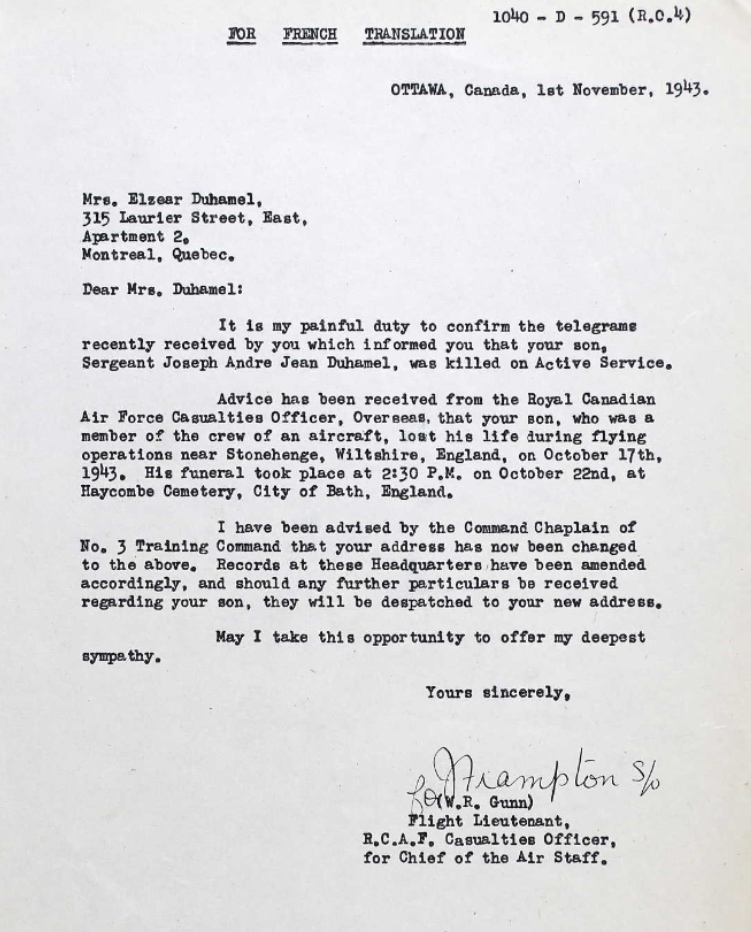 1040 - D - 591 (R.O.4)
FOR FRENCH TRANSLATION
OTTAWA, Canada, 1st November, 1943.
Mrs. Elzear Duhamel,
315 Laurier Street, East,
Apartment 2,
Montreal, Quebec.
Dear Mrs. Duhamel:
It is my painful duty to confirm the telegrams
recently received by you which informed you that your son,
Sergeant Joseph Andre Jean Duhamel, was killed on Active Service.
Advice has been received from the Royal Canadian
Air Force Casualties Officer, Overseas, that your son, who was a
member of the crew of an aircraft, lost his life during flying
operations near Stonehenge, Wiltshire, England, on October 17th,
1943. His funeral took place at 2:30 P.M. on October 22nd, at
Haycombe Cemetery, City of Bath, England.
I have been advised by the Command Chaplain of
No. 3 Training Command that your address has now been changed
to the above. Records at these Headquarters have been amended
accordingly, and should any further particulars be received
regarding your son, they will be despatched to your new address.
May I take this opportunity to offer my deepest
sympathy.
Yours sincerely,
Frampton S/O
for (W.R. Gunn)
Flight Lieutenant,
R.C.A.F. Casualties Officer,
for Chief of the Air Staff.